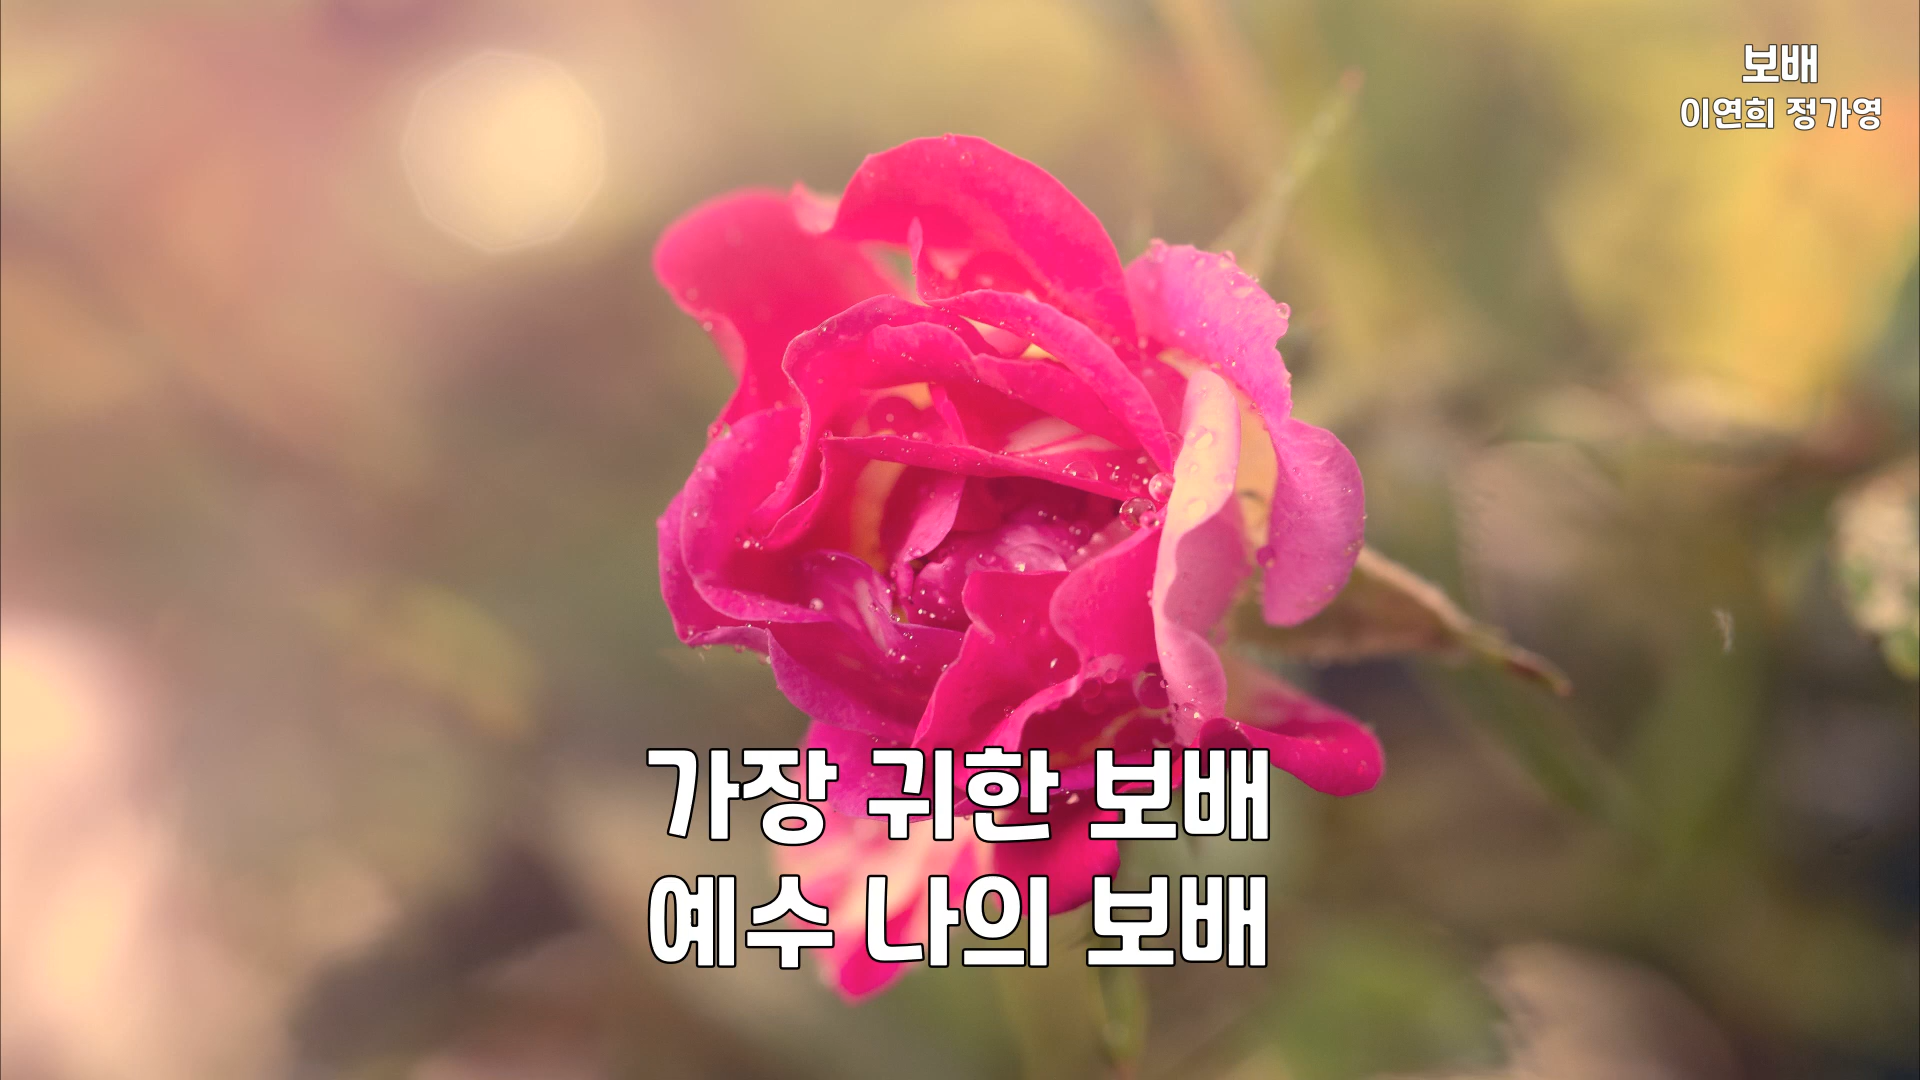 보배
이연희 정가영
가장 귀한 보배
예수 나의 보배